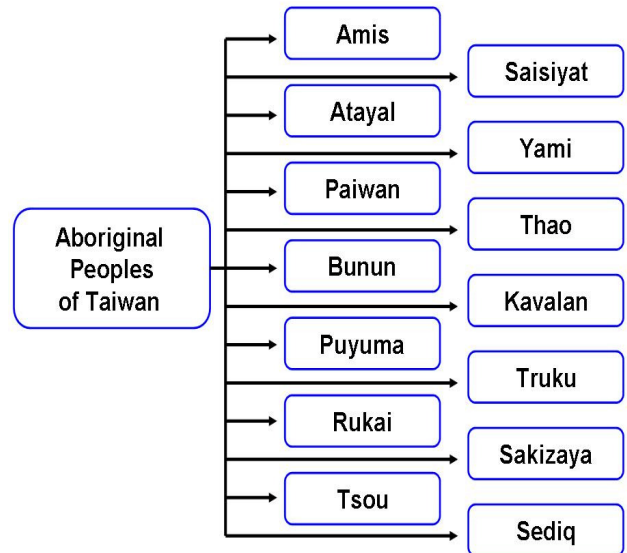 Aboriginal
Peoples
of Taiwan
Amis
Saisiyat
Atayal
Yami
Paiwan
Thao
Bunun
Kavalan
Puyuma
Truku
Rukai
Sakizaya
Tsou
Sediq